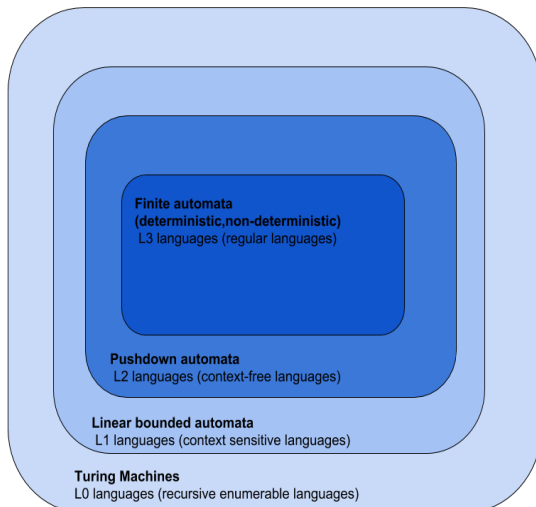 Finite automata
(deterministic,non-deterministic)
L3 languages (regular languages)
Pushdown automata
L2 languages (context-free languages)
Linear bounded automata
L1 languages (context sensitive languages)
Turing Machines
L0 languages (recursive enumerable languages)